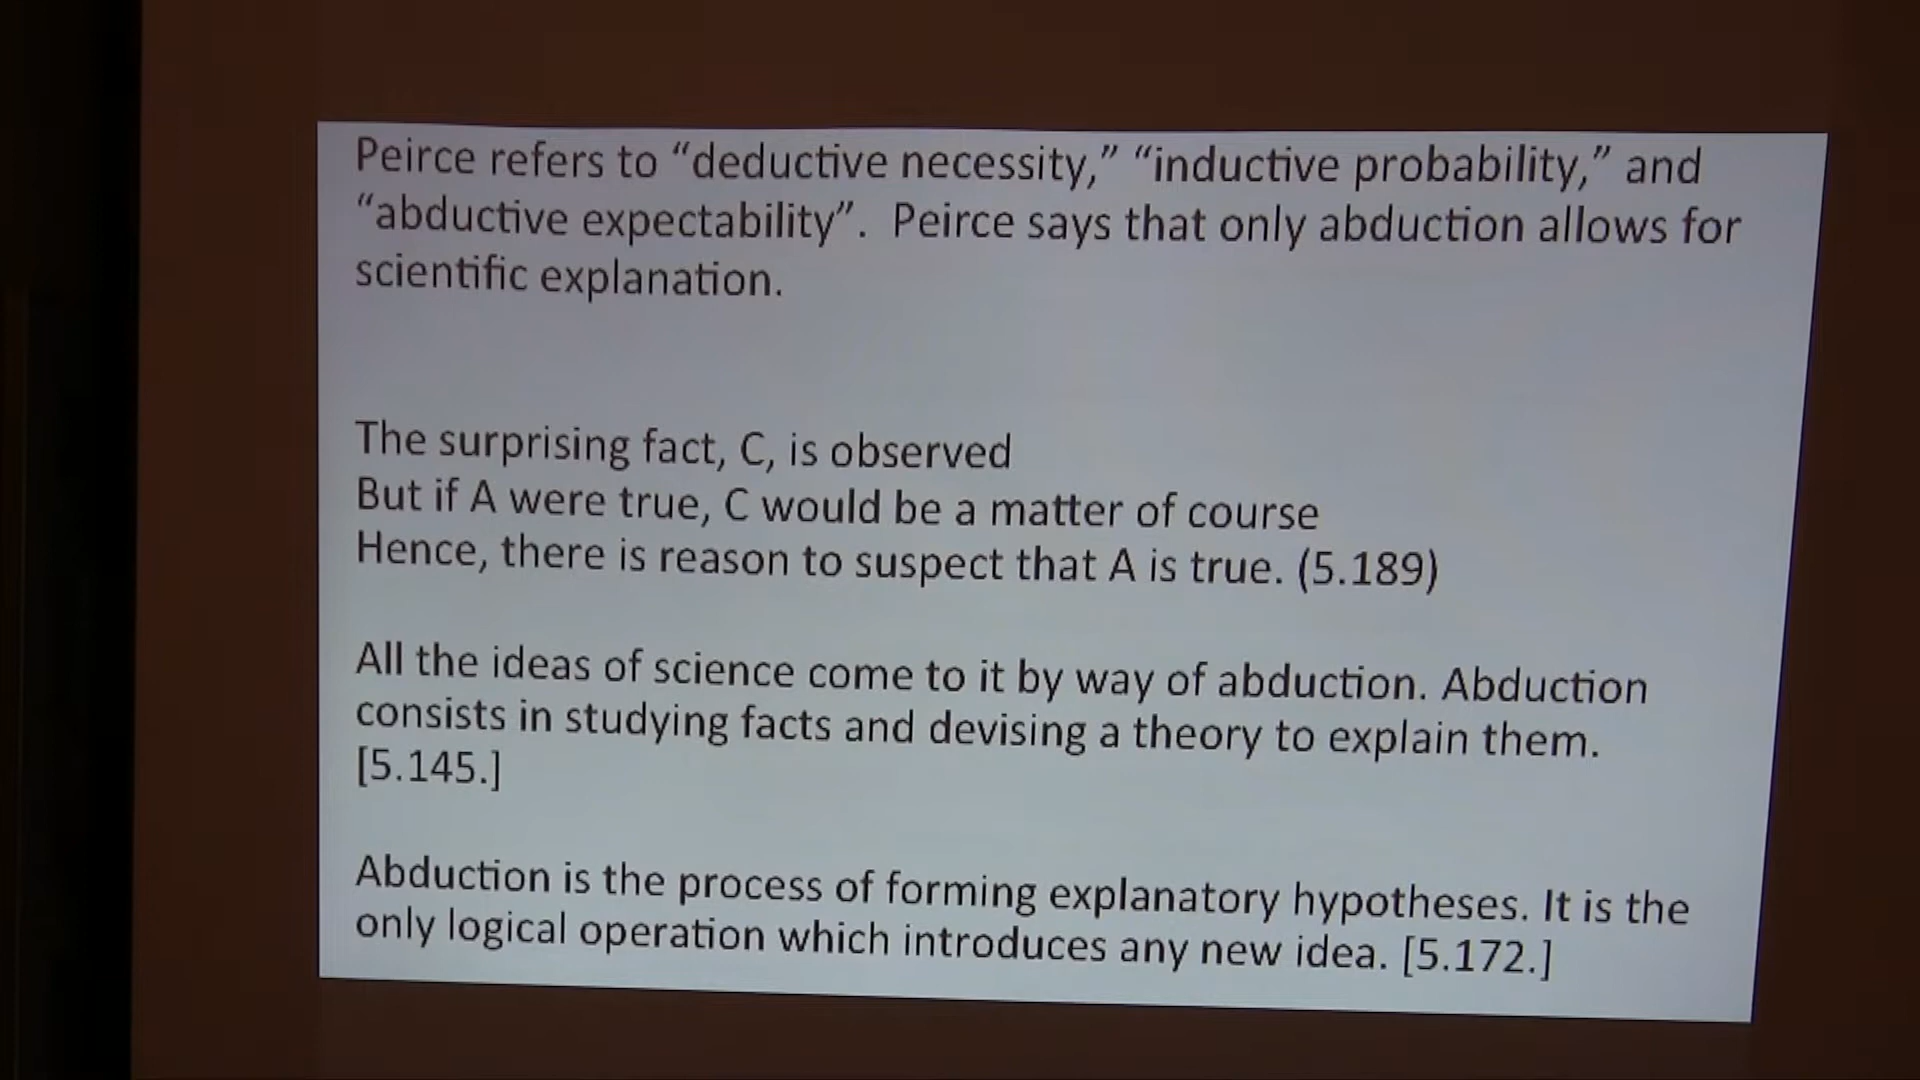 Peirce refers to “deductive necessity,” “inductive probability,” and
“abductive expectability”.  Peirce says that only abduction allows for
scientific explanation.
The surprising fact, C, is observed
But if A were true, C would be a matter of course
Hence, there is reason to suspect that A is true. (5.189)
All the ideas of science come to it by way of abduction. Abduction
consists in studying facts and devising a theory to explain them.
[5.145.]
Abduction is the process of forming explanatory hypotheses. It is the
only logical operation which introduces any new idea. [5.172.]